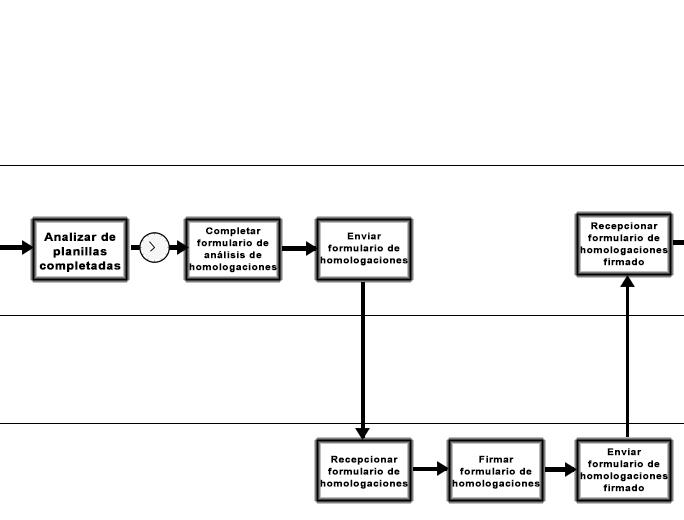 Analizar de
planillas
completadas
Completar
formulario de
análisis de
homologaciones
Enviar
formulario de
homologaciones
Recepcionar
formulario de
homologaciones
firmado
Recepcionar
formulario de
homologaciones
Firmar
formulario de
homologaciones
Enviar
formulario de
homologaciones
firmado